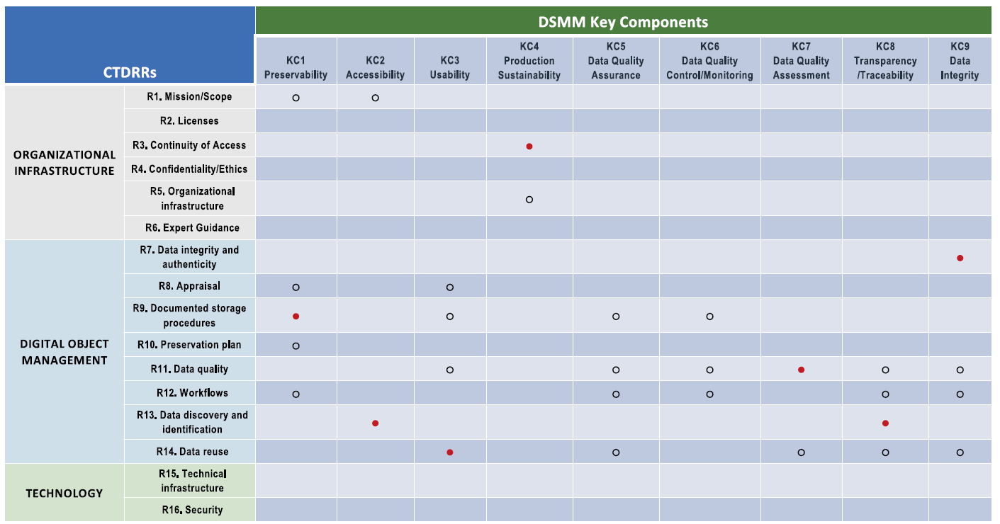 DSMM Key Components
CTDRRs
KC1
Preservability
KC2
Accessibility
KC3
Usability
KC4
Production
Sustainability
KC5
Data Quality
Assurance
KC6
Data Quality
Control/Monitoring
KC7
Data Quality
Assessment
KC8
Transparency
/Traceability
KC9
Data
Integrity
ORGANIZATIONAL
INFRASTRUCTURE
R1. Mission/Scope
R2. Licenses
R3. Continuity of Access
R4. Confidentiality/Ethics
R5. Organizational
infrastructure
R6. Expert Guidance
DIGITAL OBJECT
MANAGEMENT
R7. Data integrity and
authenticity
R8. Appraisal
R9. Documented storage
procedures
R10. Preservation plan
R11. Data quality
R12. Workflows
R13. Data discovery and
identification
R14. Data reuse
TECHNOLOGY
R15. Technical
infrastructure
R16. Security